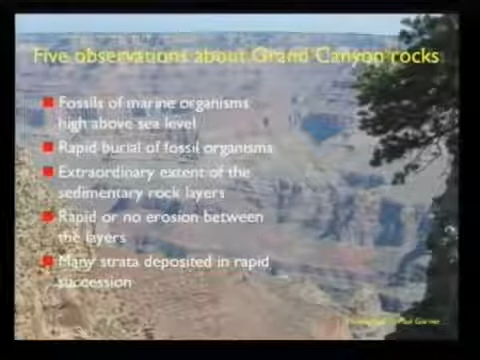 Five observations about Grand Canyon rocks
Fossils of marine organisms
high above sea level
Rapid burial of fossil organisms
Extraordinary extent of the
sedimentary rock layers
Rapid or no erosion between
the layers
Many strata deposited in rapid
succession
Paul Garner